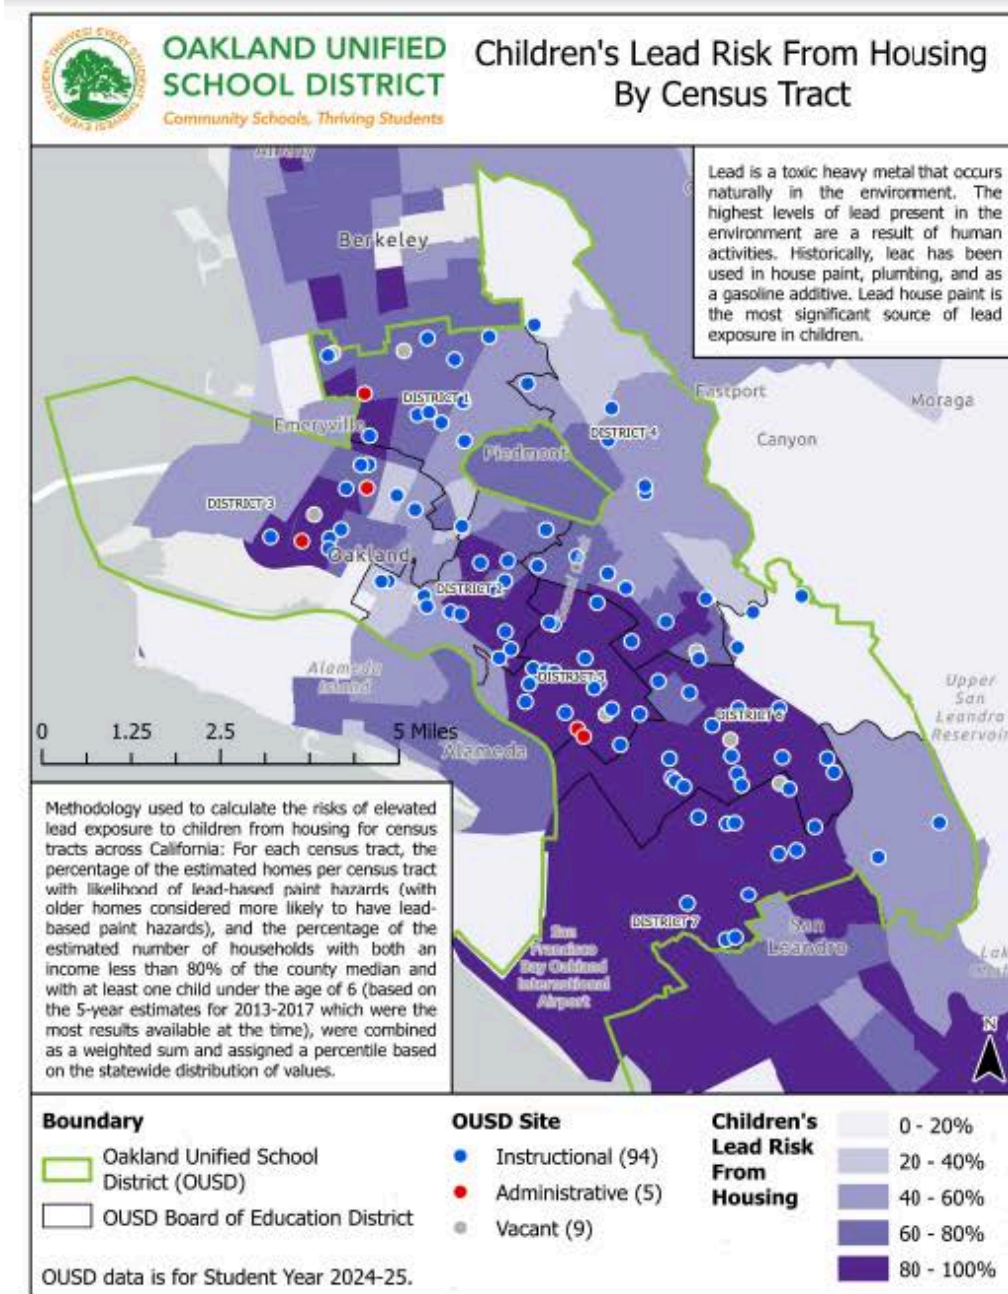 OAKLAND UNIFIED
SCHOOL DISTRICT
Community Schools, Thriving Students
Children's Lead Risk From Housing
By Census Tract
Lead is a toxic heavy metal that occurs
naturally in the environment. The
highest levels of lead present in the
environment are a result of human
activities. Historically, leac has been
used in house paint, plumbing, and as
a gasoline additive. Lead house paint is
the most significant source of lead
exposure in children.
Albany
Berkeley
Eastport
Moraga
DISTRICT 1
Emeryville
DISTRICT 4
Canyon
Piedmont
DISTRICT 3
Oakland
DISTRICT 2
Alameda
Island
DISTRICT 5
Upper
San
Leandro
Reservoir
DISTRICT 6
0 1.25 2.5 5 Miles
Alameda
Methodology used to calculate the risks of elevated
lead exposure to children from housing for census
tracts across California: For each census tract, the
percentage of the estimated homes per census tract
with likelihood of lead-based paint hazards (with
older homes considered more likely to have lead-
based paint hazards), and the percentage of the
estimated number of households with both an
income less than 80% of the county median and
with at least one child under the age of 6 (based on
the 5-year estimates for 2013-2017 which were the
most results available at the time), were combined
as a weighted sum and assigned a percentile based
on the statewide distribution of values.
DISTRICT 7
San
Leandro
San
Francisco
Bay Oakland
International
Airport
N
Boundary
Oakland Unified School
District (OUSD)
OUSD Board of Education District
OUSD data is for Student Year 2024-25.
OUSD Site
Instructional (94)
Administrative (5)
Vacant (9)
Children's
Lead Risk
From
Housing
0 - 20%
20 - 40%
40 - 60%
60 - 80%
80 - 100%